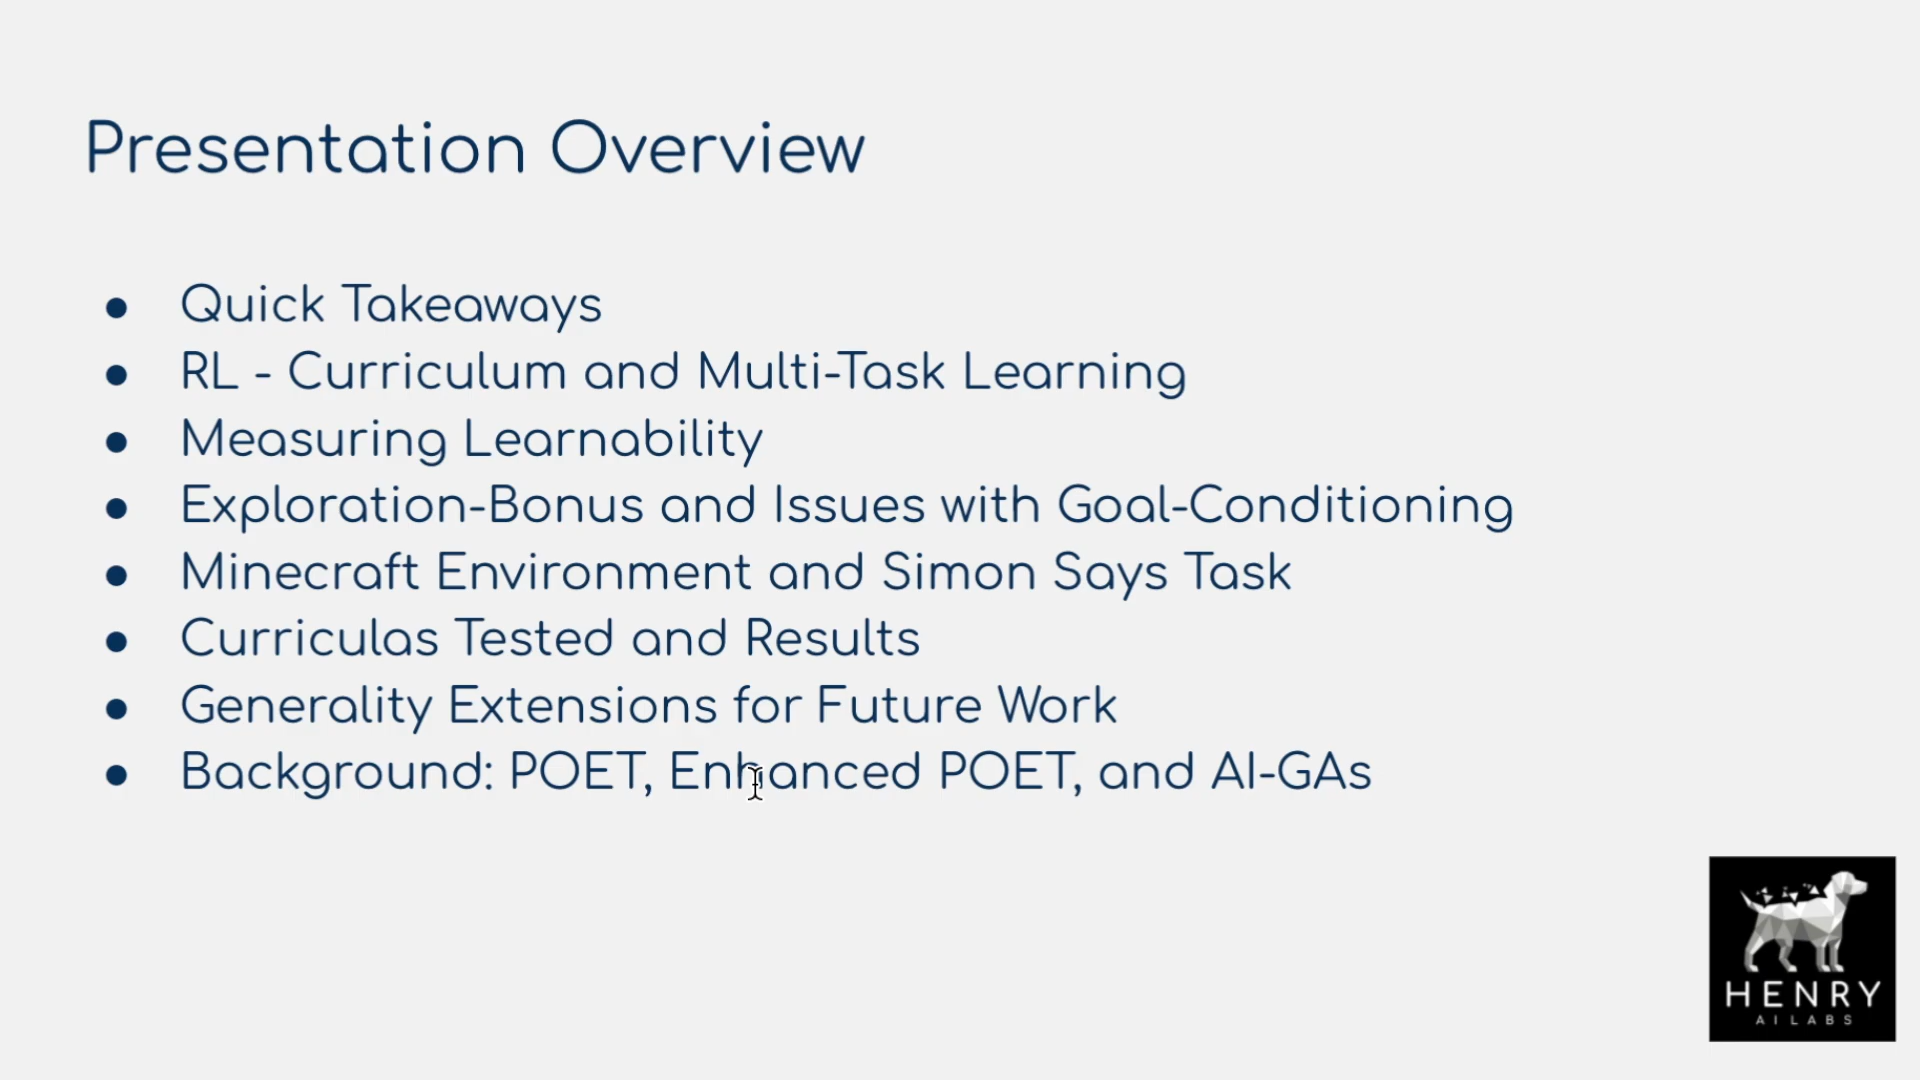 Presentation Overview
● Quick Takeaways
● RL - Curriculum and Multi-Task Learning
● Measuring Learnability
● Exploration-Bonus and Issues with Goal-Conditioning
● Minecraft Environment and Simon Says Task
● Curriculas Tested and Results
● Generality Extensions for Future Work
● Background: POET, Enhanced POET, and AI-GAs
HENRY
AI LABS